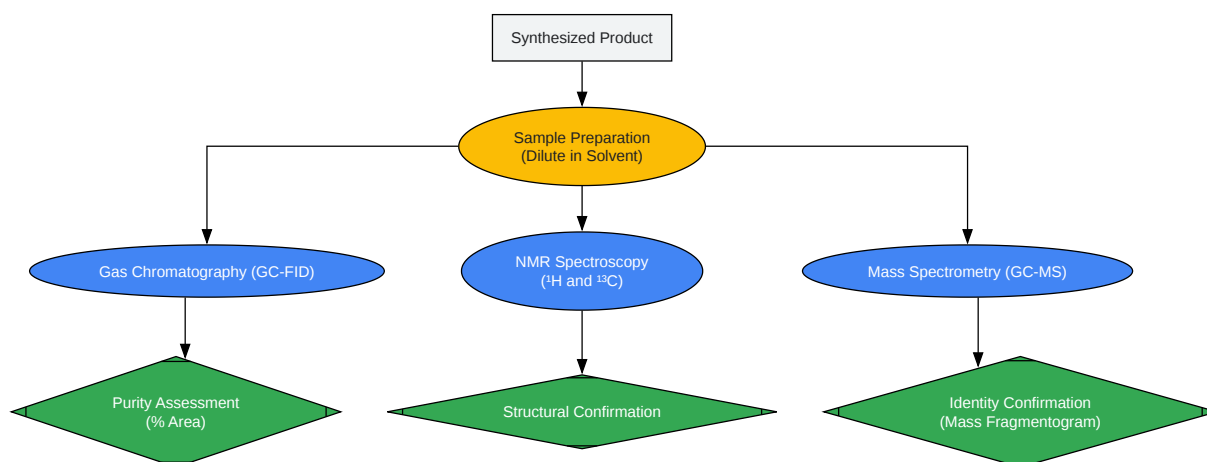 Synthesized Product
Sample Preparation
(Dilute in Solvent)
Gas Chromatography (GC-FID)
NMR Spectroscopy
(¹H and ¹³C)
Mass Spectrometry (GC-MS)
Purity Assessment
(% Area)
Structural Confirmation
Identity Confirmation
(Mass Fragmentogram)